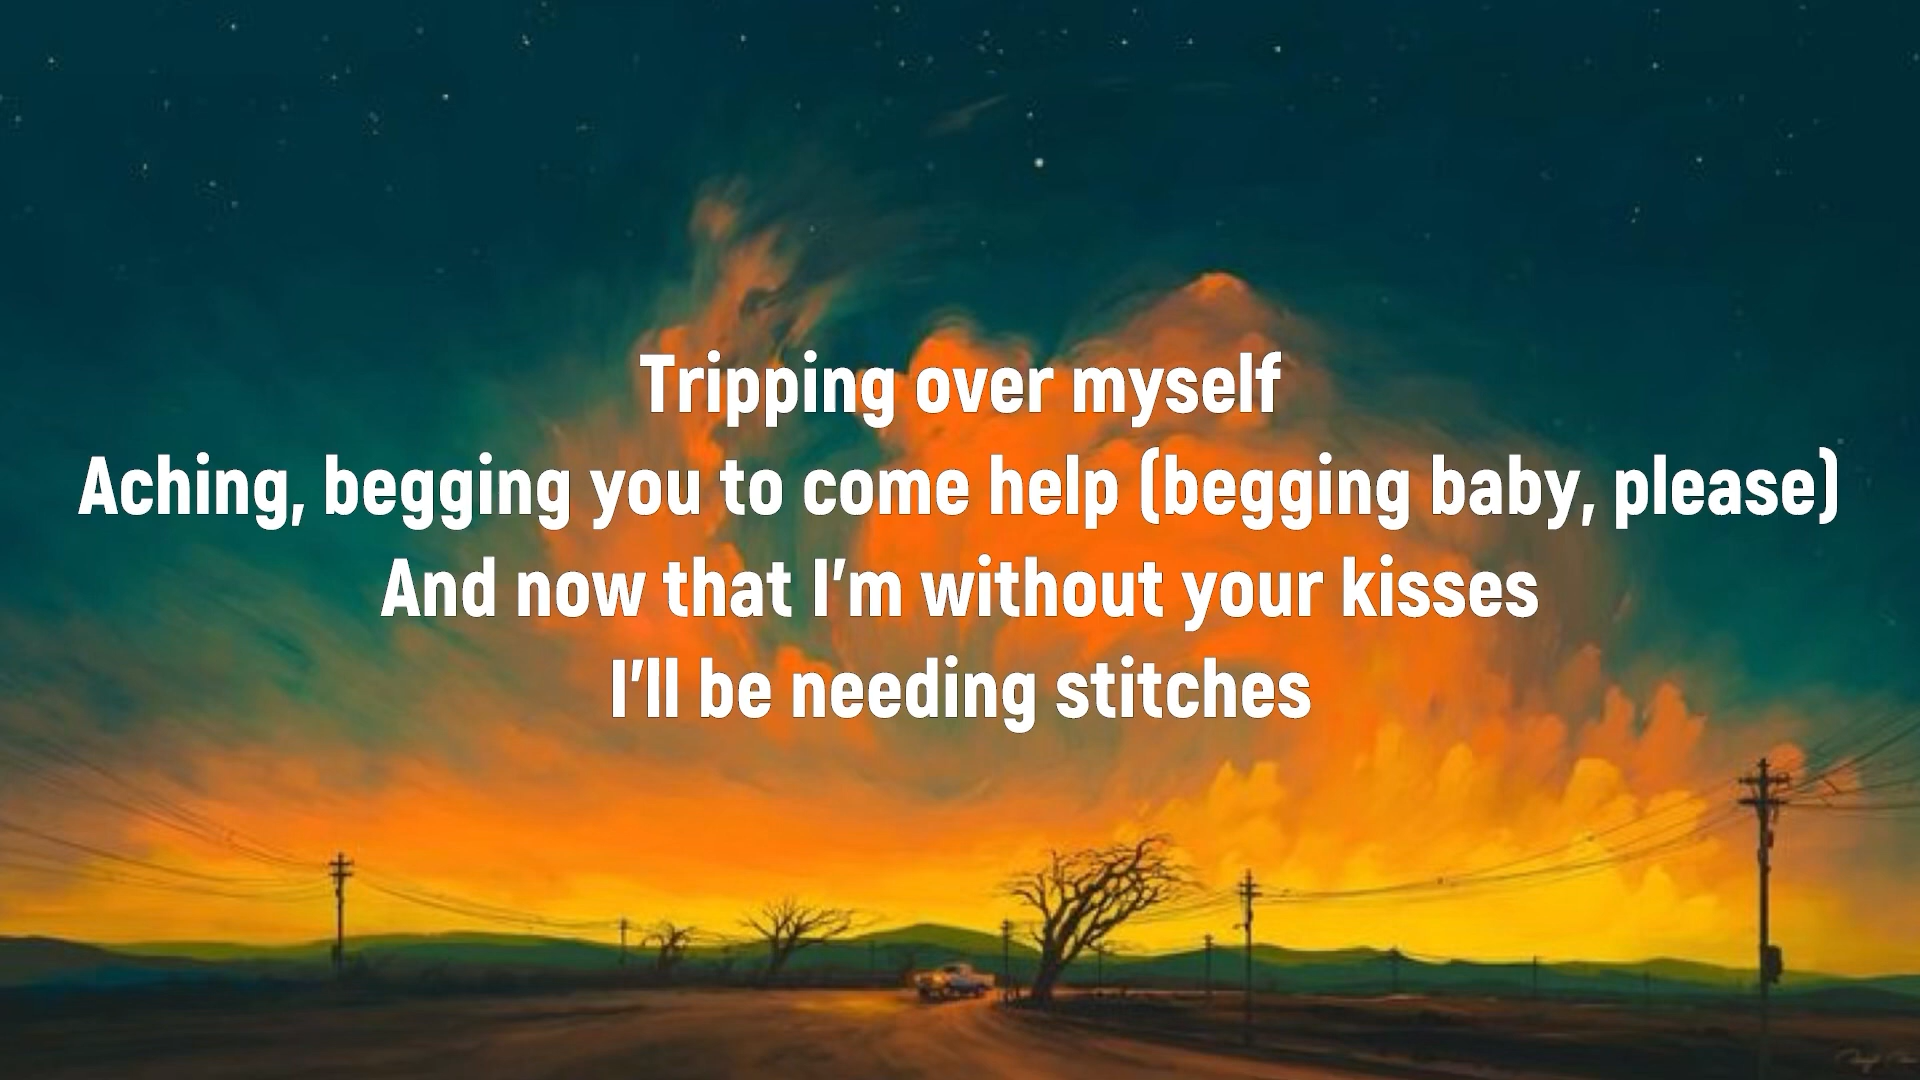 Tripping over myself
Aching, begging you to come help (begging baby, please)
And now that I'm without your kisses
I'll be needing stitches